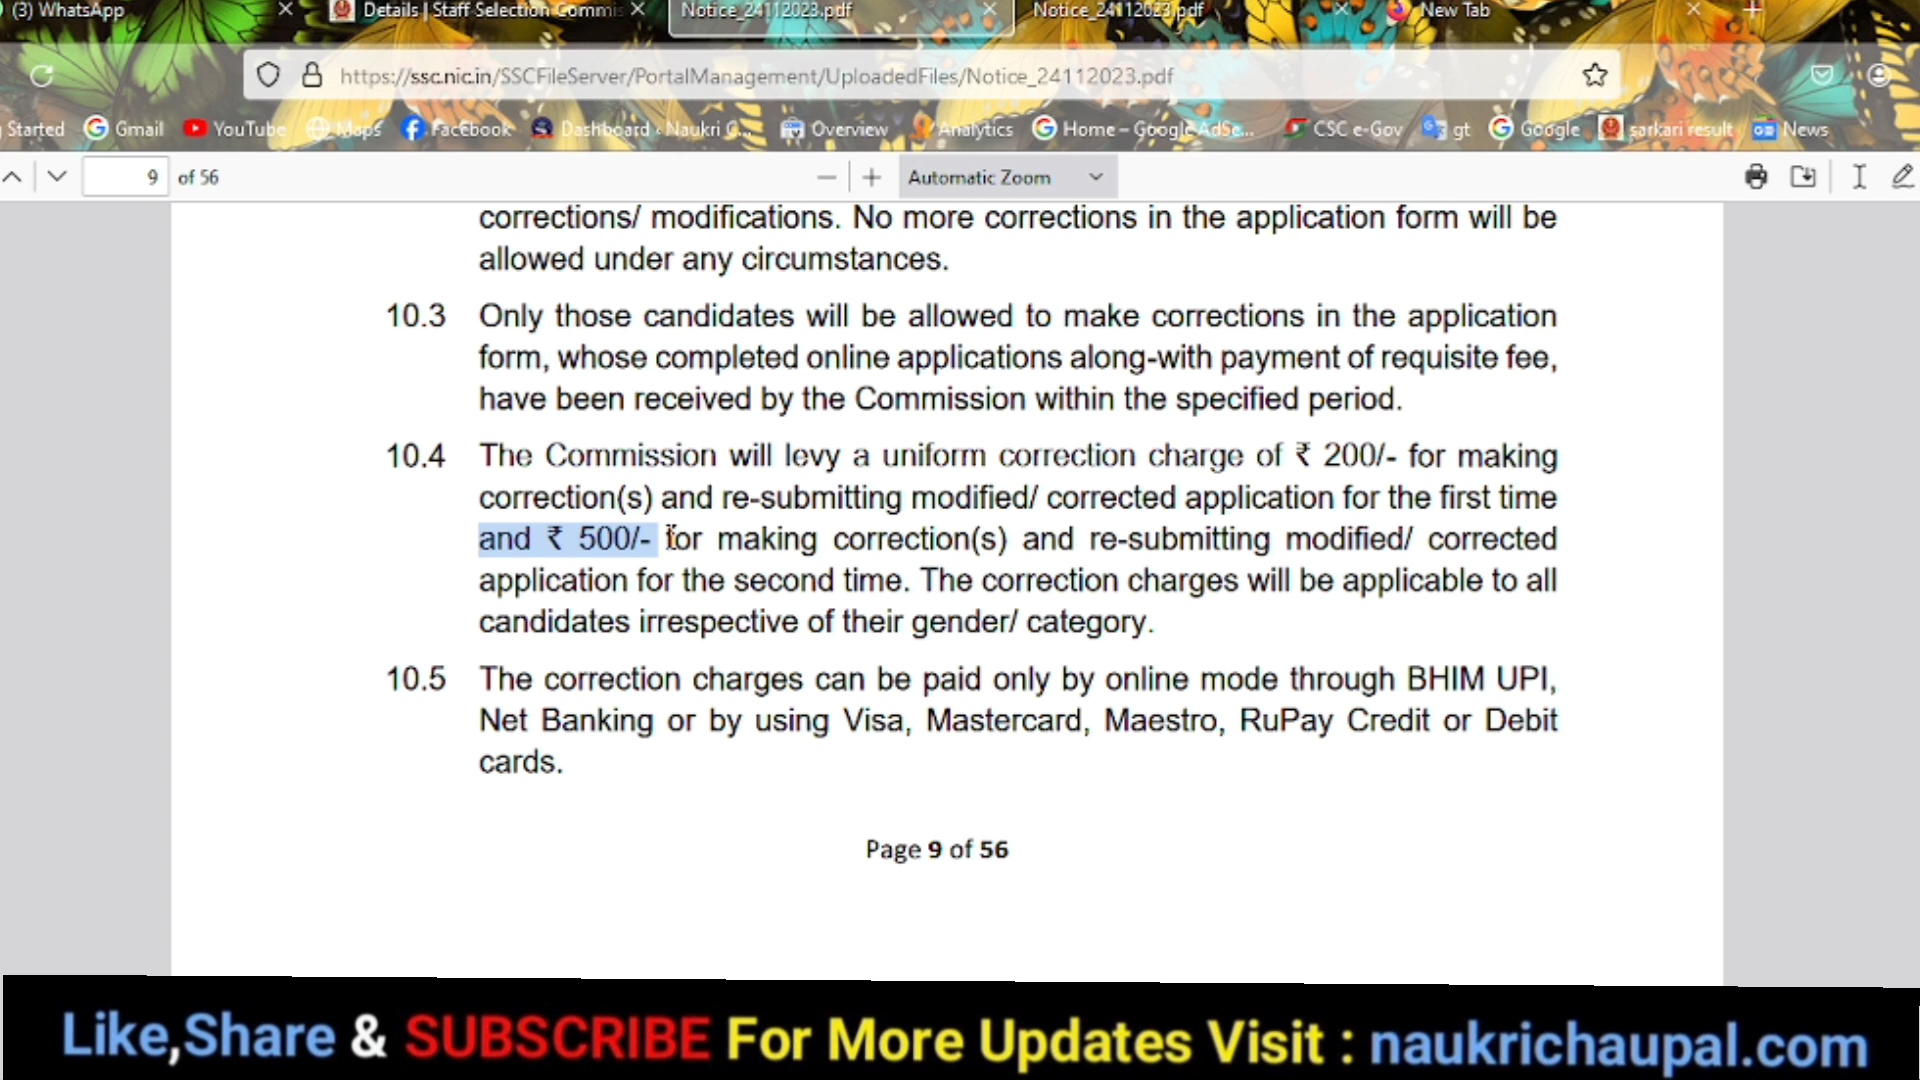 (3) WhatsApp
Details | Staff Selection Commis
Notice_24112023.pdf
Notice_24112023.pdf
New Tab
https://ssc.nic.in/SSCFileServer/PortalManagement/UploadedFiles/Notice_24112023.pdf
Started Gmail YouTube Maps Facebook Dashboard ‹ Naukri C... Overview Analytics Home – Google AdSe... CSC e-Gov gt Google sarkari result News
9 of 56 Automatic Zoom
corrections/ modifications. No more corrections in the application form will be
allowed under any circumstances.
10.3 Only those candidates will be allowed to make corrections in the application
form, whose completed online applications along-with payment of requisite fee,
have been received by the Commission within the specified period.
10.4 The Commission will levy a uniform correction charge of ₹ 200/- for making
correction(s) and re-submitting modified/ corrected application for the first time
and ₹ 500/- for making correction(s) and re-submitting modified/ corrected
application for the second time. The correction charges will be applicable to all
candidates irrespective of their gender/ category.
10.5 The correction charges can be paid only by online mode through BHIM UPI,
Net Banking or by using Visa, Mastercard, Maestro, RuPay Credit or Debit
cards.
Page 9 of 56
Like,Share & SUBSCRIBE For More Updates Visit : naukrichaupal.com